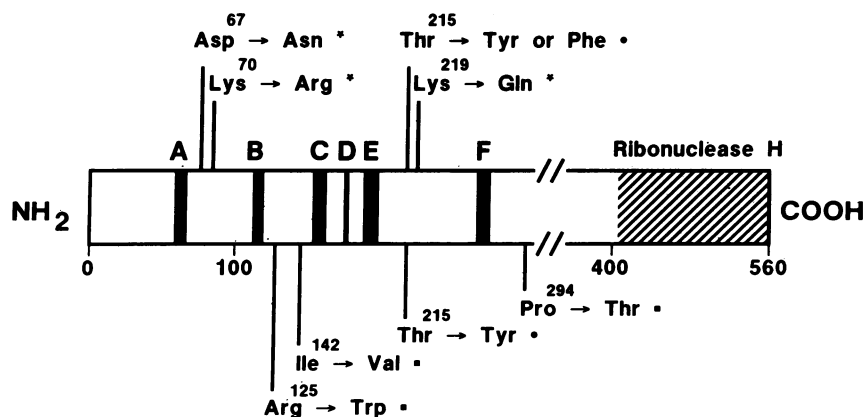 67 215
Asp → Asn * Thr → Tyr or Phe •
70 219
Lys → Arg * Lys → Gln *
A B C D E F Ribonuclease H
NH2 COOH
0 100 400 560
294
Pro → Thr ▪
215
Thr → Tyr •
142
Ile → Val ▪
125
Arg → Trp ▪